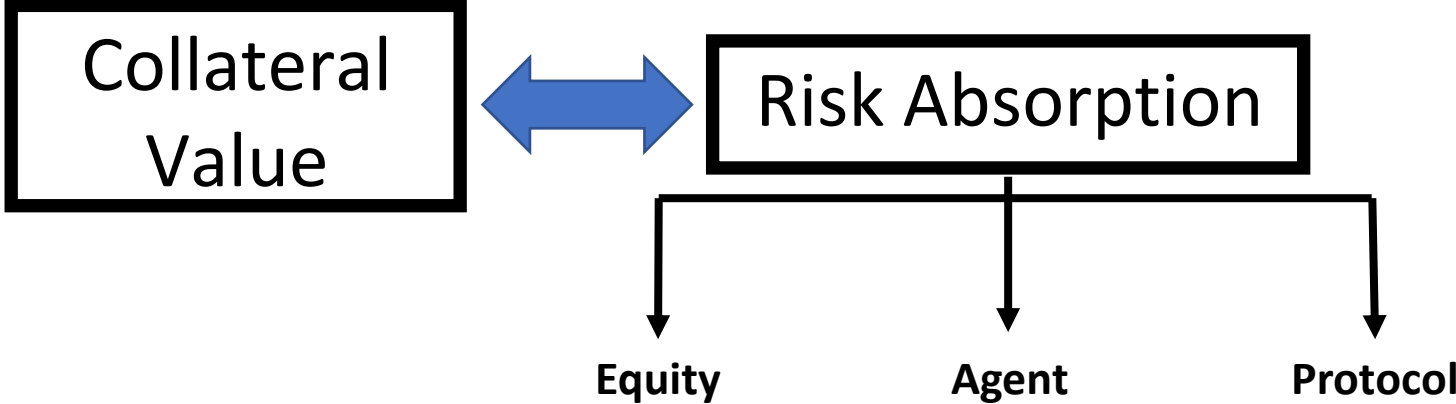 Collateral
Value
Risk Absorption
Equity
Agent
Protocol